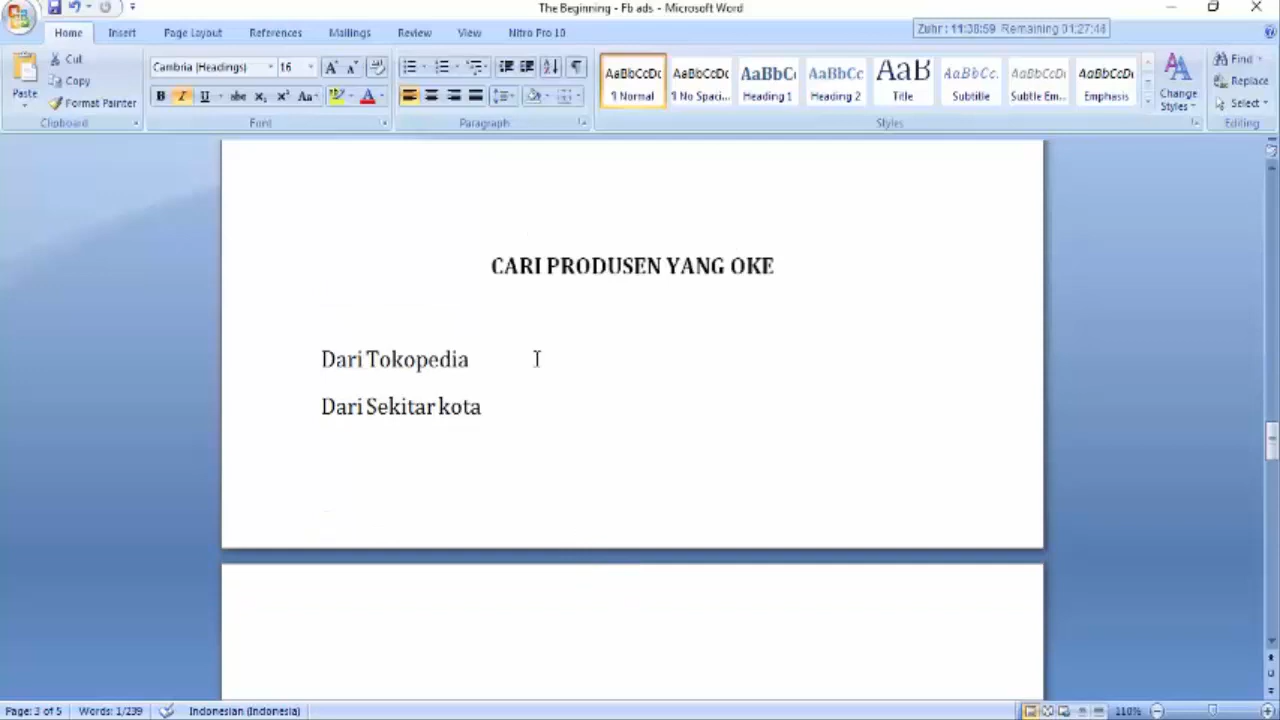 The Beginning - Fb ads - Microsoft Word
Zuhr : 11:38:59 Remaining 01:27:44
Home Insert Page Layout References Mailings Review View Nitro Pro 10
Paste
Cut
Copy
Format Painter
Clipboard
Cambria (Headings) 16
Font
Paragraph
AaBbCcDc ¶ Normal
AaBbCcDc ¶ No Spaci...
AaBbC Heading 1
AaBbCc Heading 2
AaB Title
AaBbCc. Subtitle
AaBbCcDi Subtle Em...
AaBbCcDi Emphasis
Change Styles
Styles
Find
Replace
Select
Editing
CARI PRODUSEN YANG OKE
Dari Tokopedia
Dari Sekitar kota
Page: 3 of 5 Words: 1/239 Indonesian (Indonesia) 110%